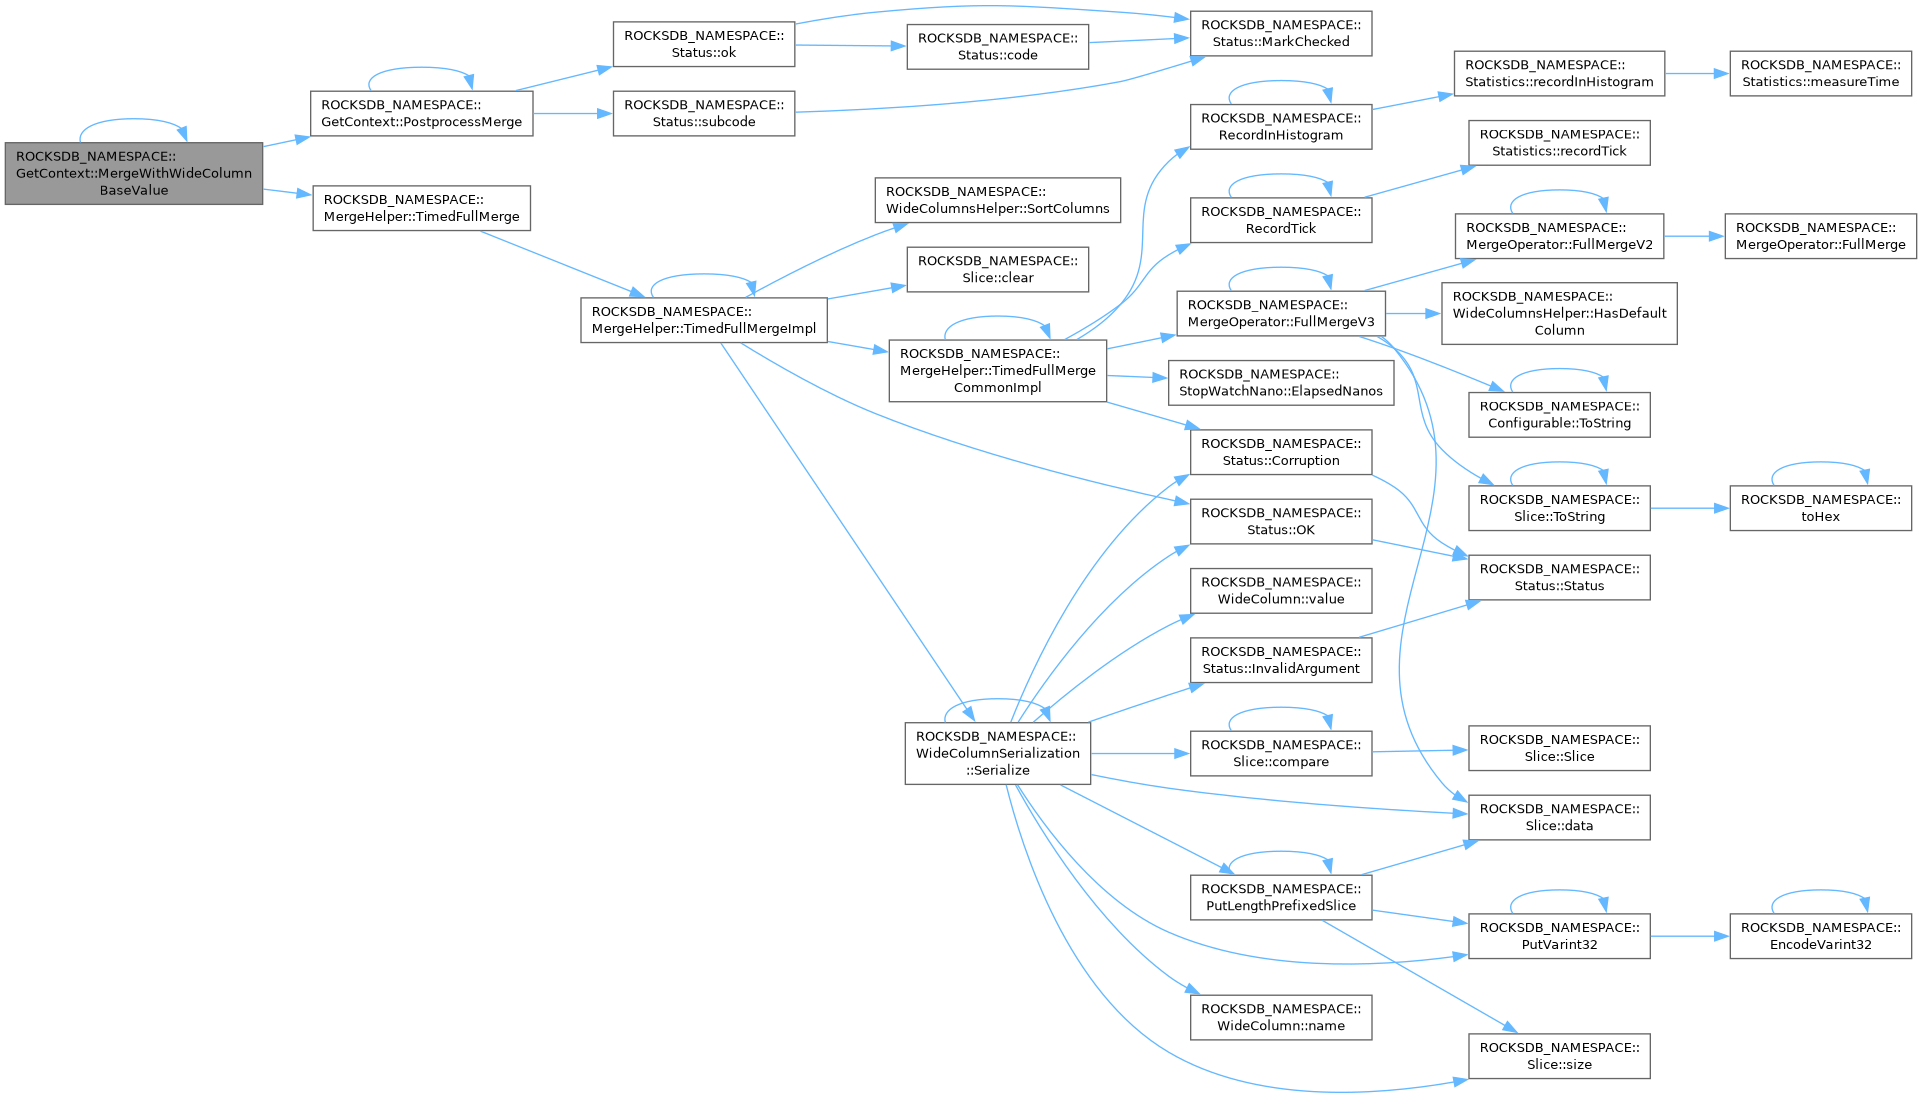 ROCKSDB_NAMESPACE::
GetContext::MergeWithWideColumn
BaseValue
ROCKSDB_NAMESPACE::
GetContext::PostprocessMerge
ROCKSDB_NAMESPACE::
MergeHelper::TimedFullMerge
ROCKSDB_NAMESPACE::
Status::ok
ROCKSDB_NAMESPACE::
Status::subcode
ROCKSDB_NAMESPACE::
MergeHelper::TimedFullMergeImpl
ROCKSDB_NAMESPACE::
Status::code
ROCKSDB_NAMESPACE::
WideColumnsHelper::SortColumns
ROCKSDB_NAMESPACE::
Slice::clear
ROCKSDB_NAMESPACE::
MergeHelper::TimedFullMerge
CommonImpl
ROCKSDB_NAMESPACE::
WideColumnSerialization
::Serialize
ROCKSDB_NAMESPACE::
Status::MarkChecked
ROCKSDB_NAMESPACE::
RecordInHistogram
ROCKSDB_NAMESPACE::
RecordTick
ROCKSDB_NAMESPACE::
MergeOperator::FullMergeV3
ROCKSDB_NAMESPACE::
StopWatchNano::ElapsedNanos
ROCKSDB_NAMESPACE::
Status::Corruption
ROCKSDB_NAMESPACE::
Status::OK
ROCKSDB_NAMESPACE::
WideColumn::value
ROCKSDB_NAMESPACE::
Status::InvalidArgument
ROCKSDB_NAMESPACE::
Slice::compare
ROCKSDB_NAMESPACE::
PutLengthPrefixedSlice
ROCKSDB_NAMESPACE::
WideColumn::name
ROCKSDB_NAMESPACE::
Statistics::recordInHistogram
ROCKSDB_NAMESPACE::
Statistics::recordTick
ROCKSDB_NAMESPACE::
MergeOperator::FullMergeV2
ROCKSDB_NAMESPACE::
WideColumnsHelper::HasDefault
Column
ROCKSDB_NAMESPACE::
Configurable::ToString
ROCKSDB_NAMESPACE::
Slice::ToString
ROCKSDB_NAMESPACE::
Status::Status
ROCKSDB_NAMESPACE::
Slice::Slice
ROCKSDB_NAMESPACE::
Slice::data
ROCKSDB_NAMESPACE::
PutVarint32
ROCKSDB_NAMESPACE::
Slice::size
ROCKSDB_NAMESPACE::
Statistics::measureTime
ROCKSDB_NAMESPACE::
MergeOperator::FullMerge
ROCKSDB_NAMESPACE::
toHex
ROCKSDB_NAMESPACE::
EncodeVarint32